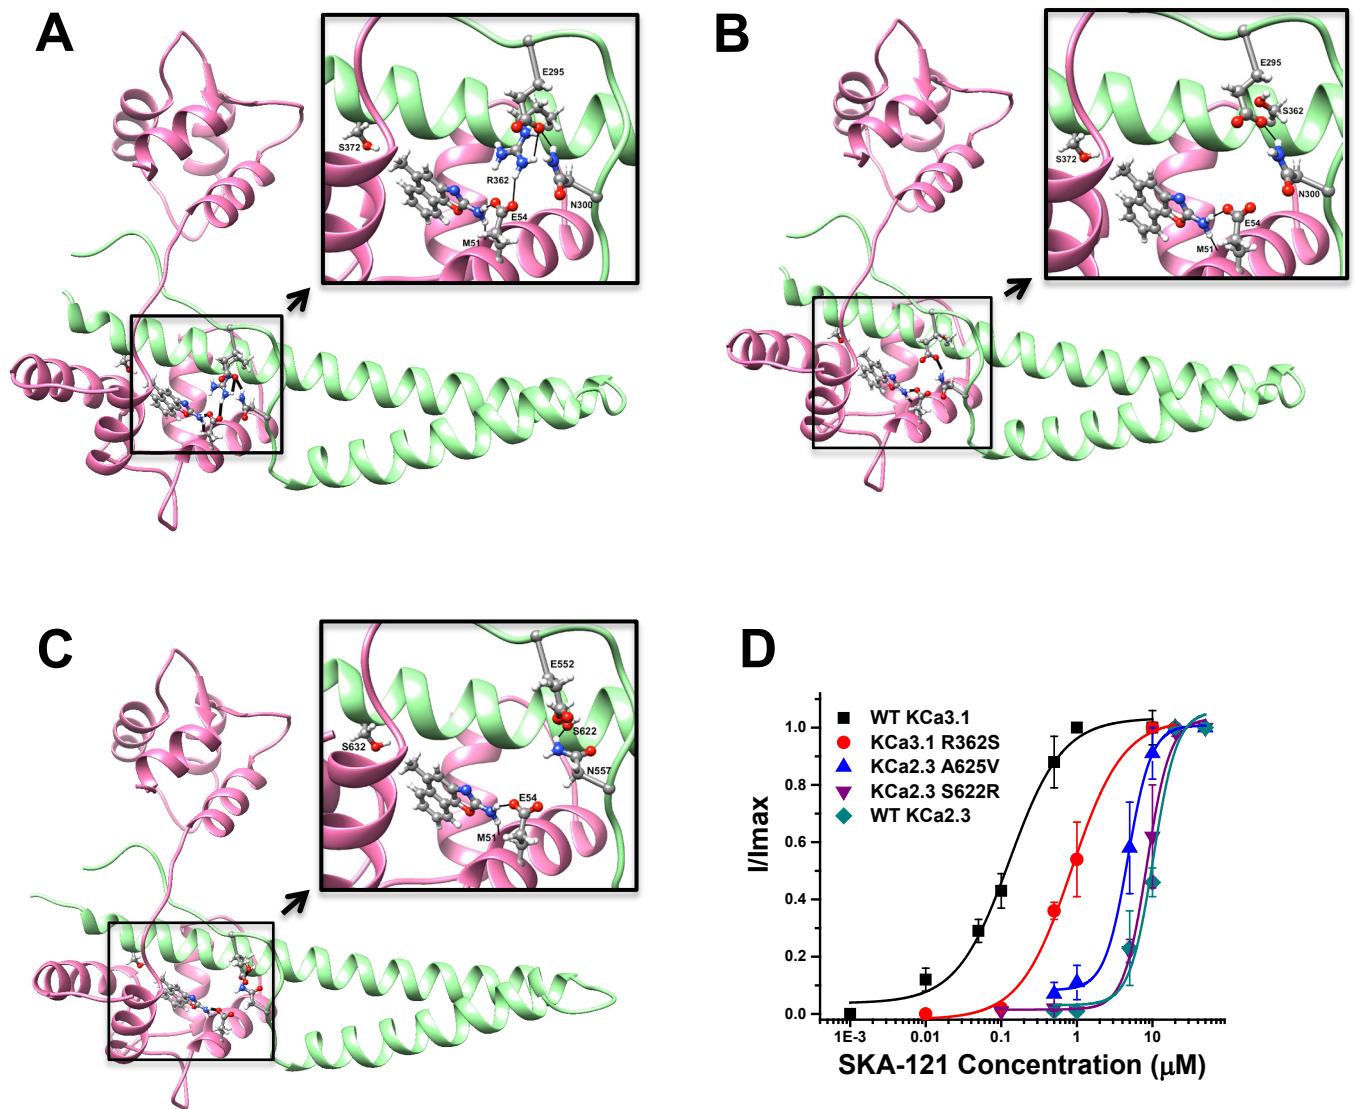 A
E295
S372
R362
N300
E54
M51
B
E295
S362
S372
N300
E54
M51
C
E552
S622
S632
N557
E54
M51
D
WT KCa3.1
KCa3.1 R362S
KCa2.3 A625V
KCa2.3 S622R
WT KCa2.3
I/Imax
1.0
0.8
0.6
0.4
0.2
0.0
1E-3 0.01 0.1 1 10
SKA-121 Concentration (μM)